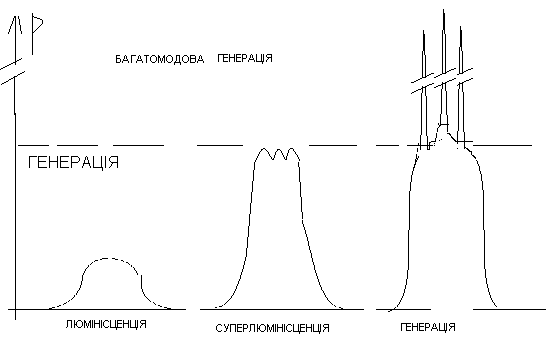 P
БАГАТОМОДОВА ГЕНЕРАЦІЯ
ГЕНЕРАЦІЯ
ЛЮМІНІСЦЕНЦІЯ
СУПЕРЛЮМІНІСЦЕНЦІЯ
ГЕНЕРАЦІЯ